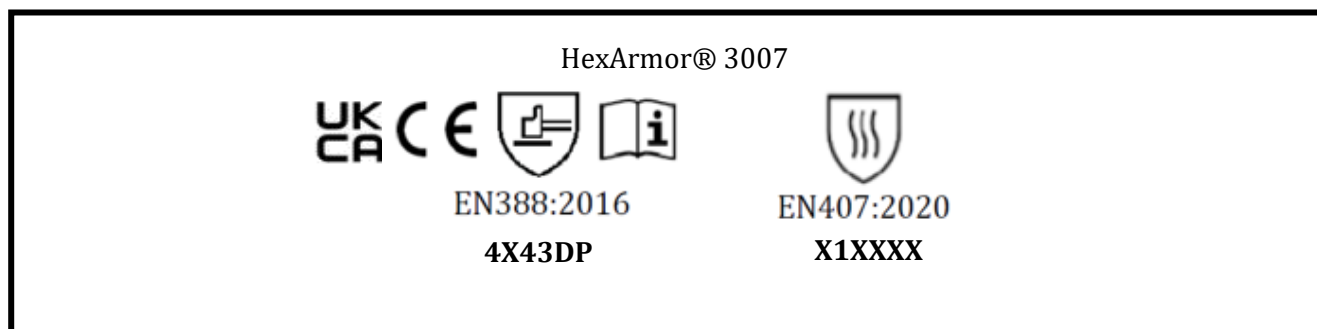 HexArmor® 3007
UK
CA CE i
EN388:2016 EN407:2020
4X43DP X1XXXX